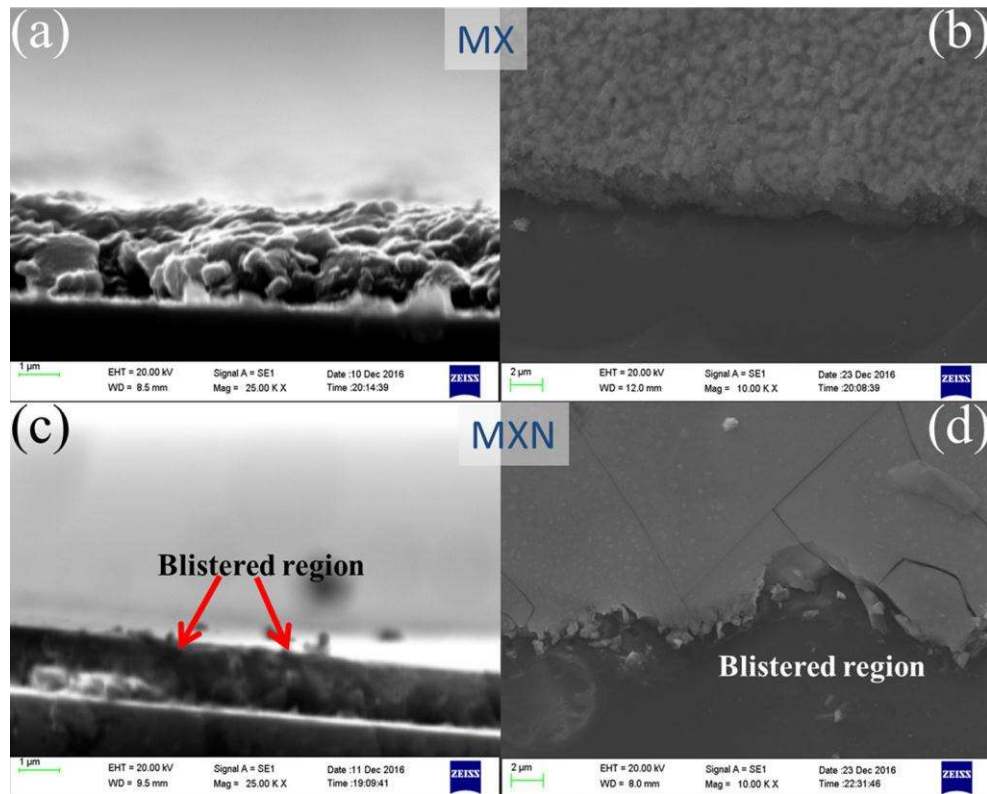 (a)
MX
(b)
1 µm
EHT = 20.00 kV
Signal A = SE1
Date :10 Dec 2016
WD = 8.5 mm
Mag = 25.00 K X
Time :20:14:39
ZEISS
2 µm
EHT = 20.00 kV
Signal A = SE1
Date :23 Dec 2016
WD = 12.0 mm
Mag = 10.00 K X
Time :20:08:39
ZEISS
(c)
MXN
(d)
Blistered region
Blistered region
1 µm
EHT = 20.00 kV
Signal A = SE1
Date :11 Dec 2016
WD = 9.5 mm
Mag = 25.00 K X
Time :19:09:41
ZEISS
2 µm
EHT = 20.00 kV
Signal A = SE1
Date :23 Dec 2016
WD = 8.0 mm
Mag = 10.00 K X
Time :22:31:46
ZEISS